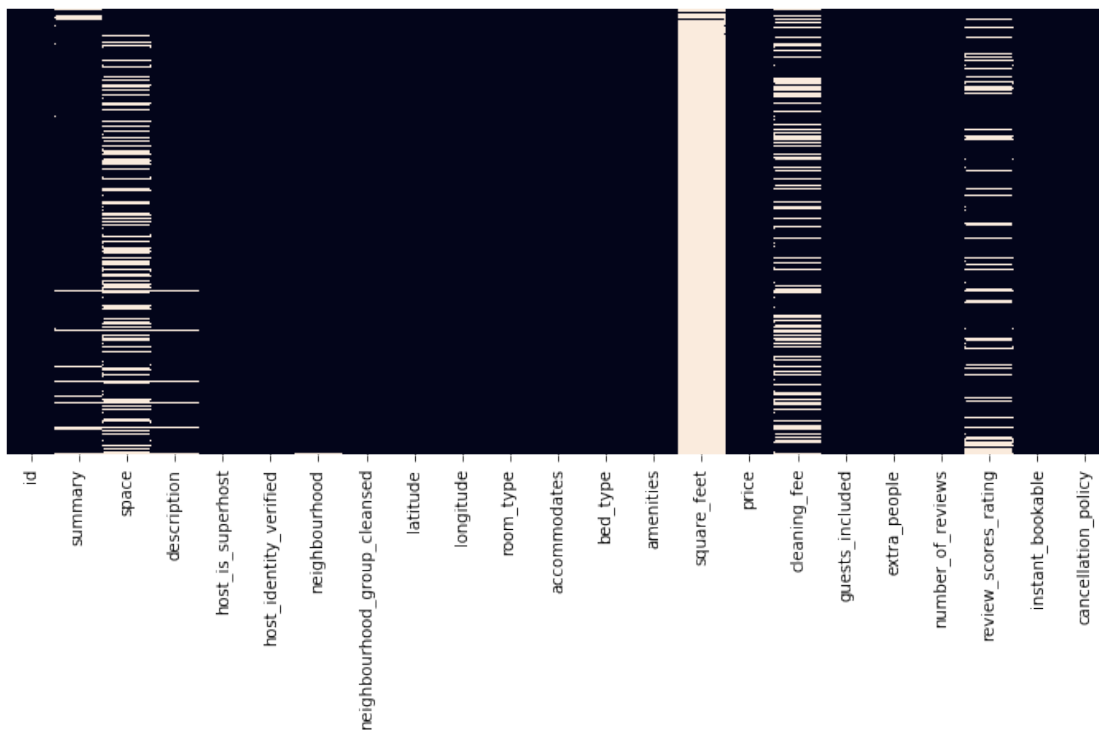 id
summary
space
description
host_is_superhost
host_identity_verified
neighbourhood
neighbourhood_group_cleansed
latitude
longitude
room_type
accommodates
bed_type
amenities
square_feet
price
cleaning_fee
guests_included
extra_people
number_of_reviews
review_scores_rating
instant_bookable
cancellation_policy